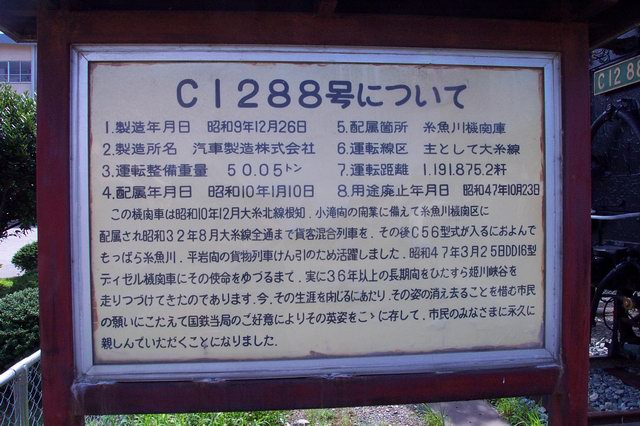 C1288号について
1.製造年月日 昭和9年12月26日 5.配属箇所 糸魚川機関庫
2.製造所名 汽車製造株式会社 6.運転線区 主として大糸線
3.運転整備重量 50.05トン 7.運転距離 1.191.875.2粁
4.配属年月日 昭和10年1月10日 8.用途廃止年月日 昭和47年10月23日
この機関車は昭和10年12月大糸北線根知.小滝間の開業に備えて糸魚川機関区に
配属され昭和32年8月大糸線全通まで貨客混合列車を.その後C56型式が入るにおよんで
もっぱら糸魚川.平岩間の貨物列車けん引のため活躍しました.昭和47年3月25日DD16型
ディゼル機関車にその使命をゆづるまで.実に36年以上の長期間をひたすら姫川峡谷を
走りつづけてきたのであります.今.その生涯を閉じるにあたり.その姿の消え去ることを惜む市民
の願いにこたえて国鉄当局のご好意によりその英姿をこゝに存して.市民のみなさまに永久に
親しんでいただくことになりました.
C12 88